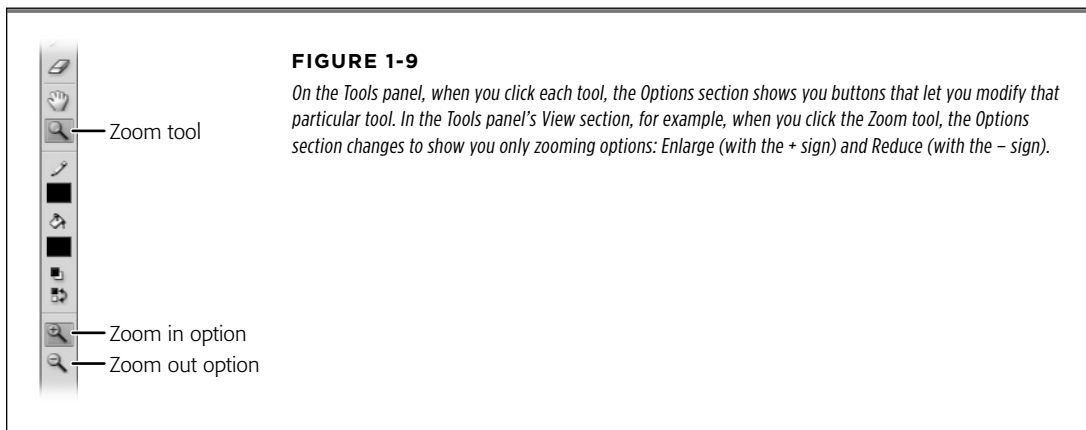 FIGURE 1-9
On the Tools panel, when you click each tool, the Options section shows you buttons that let you modify that
particular tool. In the Tools panel's View section, for example, when you click the Zoom tool, the Options
section changes to show you only zooming options: Enlarge (with the + sign) and Reduce (with the – sign).
Zoom tool
Zoom in option
Zoom out option